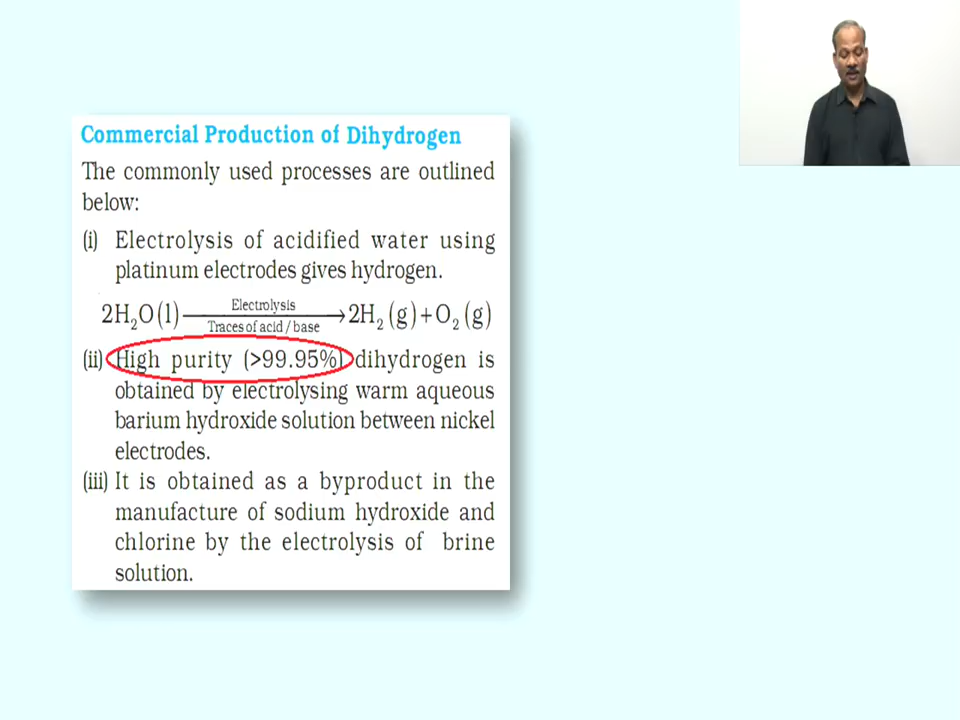 Commercial Production of Dihydrogen
The commonly used processes are outlined
below:
(i) Electrolysis of acidified water using
platinum electrodes gives hydrogen.
2H₂O(l) —Electrolysis / Traces of acid / base→ 2H₂(g)+O₂(g)
(ii) High purity (>99.95%) dihydrogen is
obtained by electrolysing warm aqueous
barium hydroxide solution between nickel
electrodes.
(iii) It is obtained as a byproduct in the
manufacture of sodium hydroxide and
chlorine by the electrolysis of brine
solution.